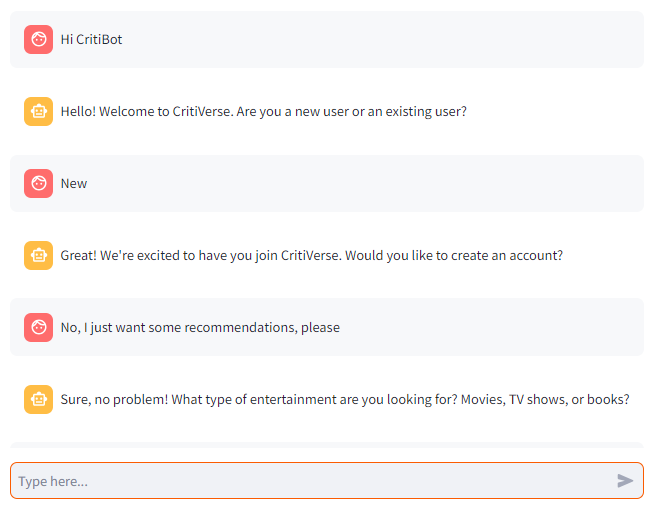 Hi CritiBot
Hello! Welcome to CritiVerse. Are you a new user or an existing user?
New
Great! We're excited to have you join CritiVerse. Would you like to create an account?
No, I just want some recommendations, please
Sure, no problem! What type of entertainment are you looking for? Movies, TV shows, or books?
Type here...